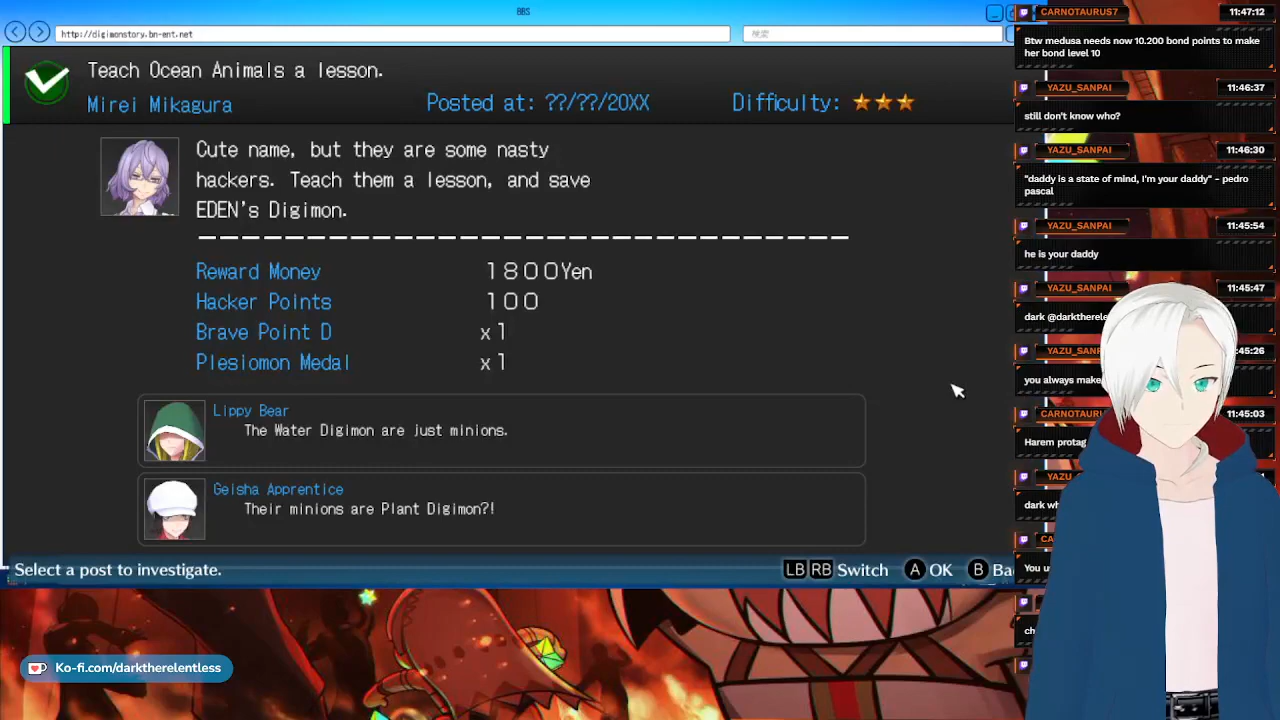 BBS
http://digimonstory.bn-ent.net
検索
Teach Ocean Animals a lesson.
Mirei Mikagura
Posted at: ??/??/20XX
Difficulty: ★★★
Cute name, but they are some nasty
hackers. Teach them a lesson, and save
EDEN's Digimon.
Reward Money 1800Yen
Hacker Points 100
Brave Point D x1
Plesiomon Medal x1
Lippy Bear
The Water Digimon are just minions.
Geisha Apprentice
Their minions are Plant Digimon?!
Select a post to investigate.
LB RB Switch A OK B
Ko-fi.com/darktherelentless
CARNOTAURUS7 11:47:12
Btw medusa needs now 10.200 bond points to make
her bond level 10
YAZU_SANPAI 11:46:37
still don't know who?
YAZU_SANPAI 11:46:30
"daddy is a state of mind, I'm your daddy" - pedro
pascal
YAZU_SANPAI 11:45:54
he is your daddy
YAZU_SANPAI 11:45:47
dark
YAZU_SANPAI :45:26
you always make
11:45:03
Harem
dark
You